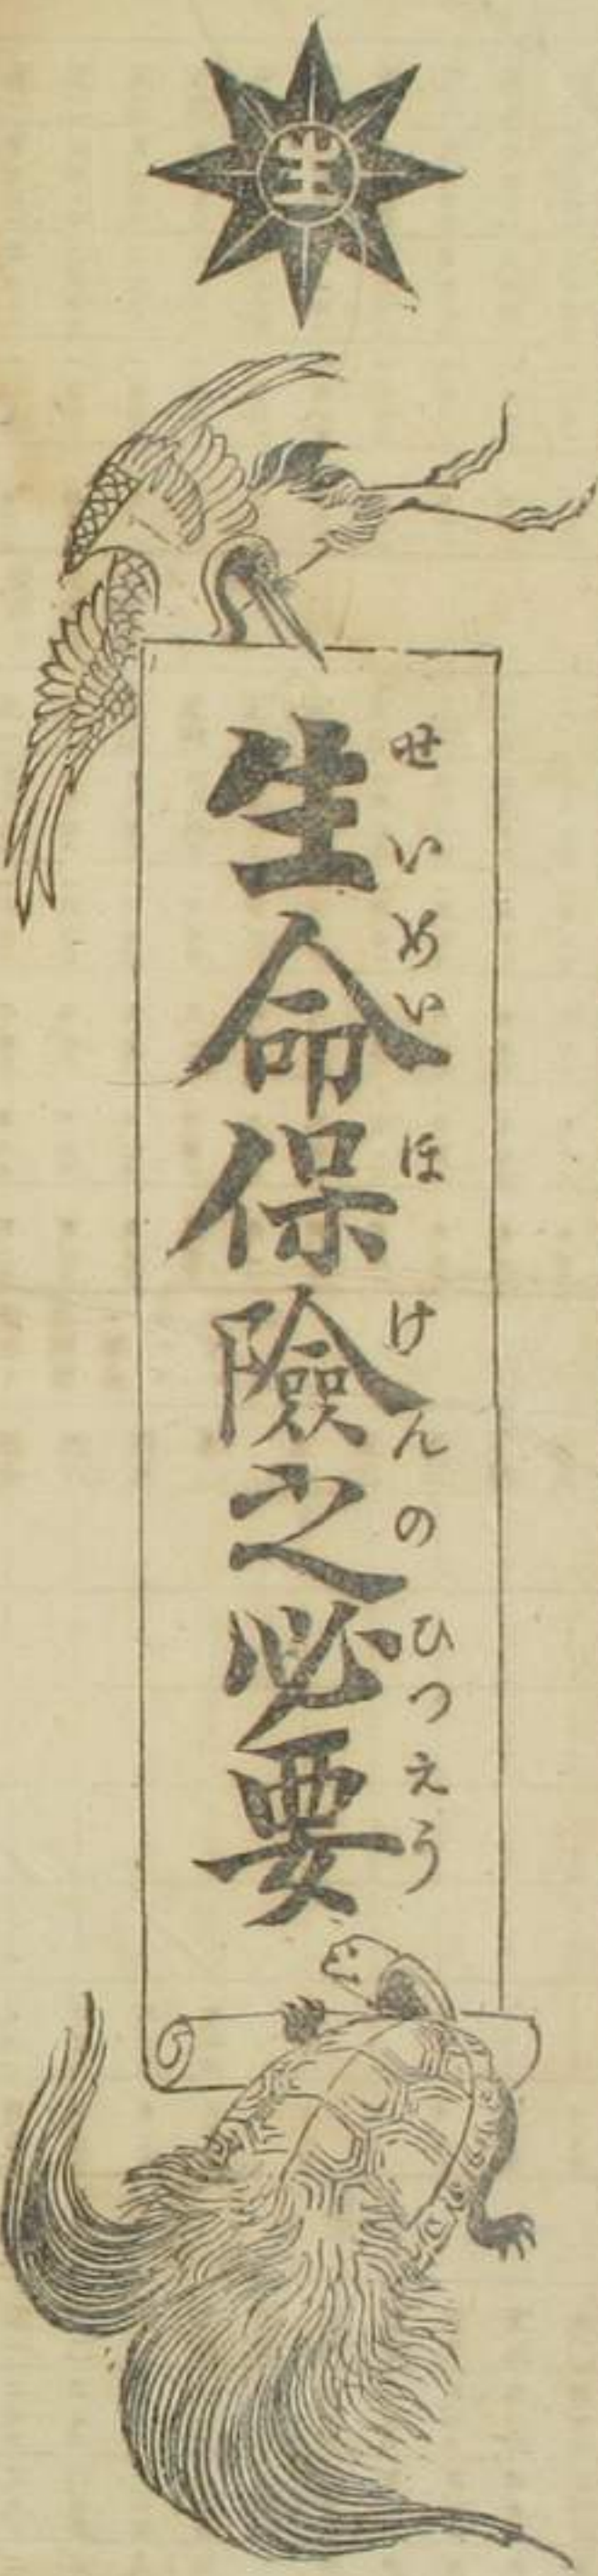 生
生命保險之必要
せいめいほけんのひつえう